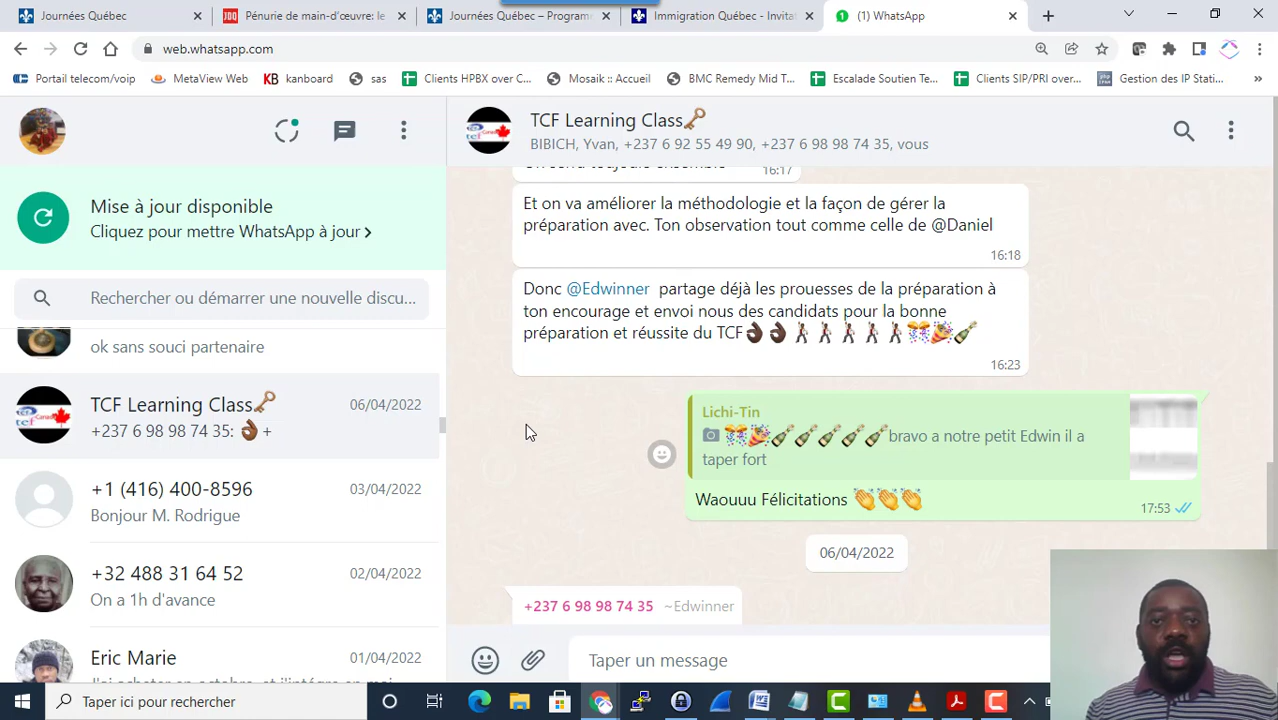 Journées Québec
Pénurie de main-d'œuvre: le
Journées Québec – Program
Immigration Québec - Invitat
(1) WhatsApp
web.whatsapp.com
Portail telecom/voip
MetaView Web
KB kanboard
sas
Clients HPBX over C...
Mosaik :: Accueil
BMC Remedy Mid T...
Escalade Soutien Te...
Clients SIP/PRI over...
Gestion des IP Stati...
TCF Learning Class🗝
BIBICH, Yvan, +237 6 92 55 49 90, +237 6 98 98 74 35, vous
Mise à jour disponible
Cliquez pour mettre WhatsApp à jour
Rechercher ou démarrer une nouvelle discu...
ok sans souci partenaire
TCF Learning Class🗝 06/04/2022
+237 6 98 98 74 35: 👌🏿 +
+1 (416) 400-8596 03/04/2022
Bonjour M. Rodrigue
+32 488 31 64 52 02/04/2022
On a 1h d'avance
Eric Marie 01/04/2022
16:17
Et on va améliorer la méthodologie et la façon de gérer la
préparation avec. Ton observation tout comme celle de @Daniel
16:18
Donc @Edwinner partage déjà les prouesses de la préparation à
ton encourage et envoi nous des candidats pour la bonne
préparation et réussite du TCF👌🏿👌🏿🕺🏿🕺🏿🕺🏿🕺🏿🕺🏿🎊🎉🍾
16:23
Lichi-Tin
🎊🎉🍾🍾🍾🍾🍾bravo a notre petit Edwin il a
taper fort
Waouuu Félicitations 👏👏👏
17:53
06/04/2022
+237 6 98 98 74 35 ~Edwinner
Taper un message
Taper ici pour rechercher